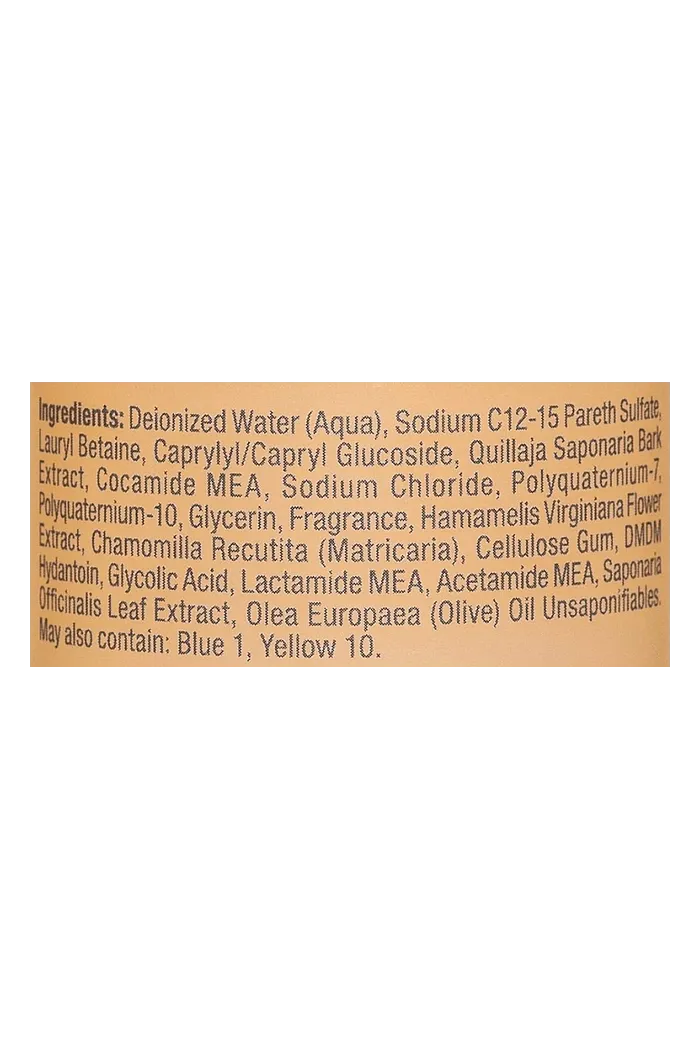 Ingredients: Deionized Water (Aqua), Sodium C12-15 Pareth Sulfate,
Lauryl Betaine, Caprylyl/Capryl Glucoside, Quillaja Saponaria Bark
Extract, Cocamide MEA, Sodium Chloride, Polyquaternium-7,
Polyquaternium-10, Glycerin, Fragrance, Hamamelis Virginiana Flower
Extract, Chamomilla Recutita (Matricaria), Cellulose Gum, DMDM
Hydantoin, Glycolic Acid, Lactamide MEA, Acetamide MEA, Saponaria
Officinalis Leaf Extract, Olea Europaea (Olive) Oil Unsaponifiables.
May also contain: Blue 1, Yellow 10.